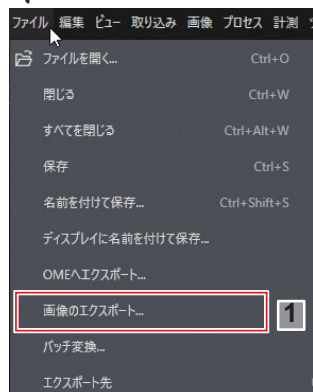 ファイル 編集 ビュー 取り込み 画像 プロセス 計測
ファイルを開く... Ctrl+O
閉じる Ctrl+W
すべてを閉じる Ctrl+Alt+W
保存 Ctrl+S
名前を付けて保存... Ctrl+Shift+S
ディスプレイに名前を付けて保存...
OMEへエクスポート...
画像のエクスポート... 1
バッチ変換...
エクスポート先